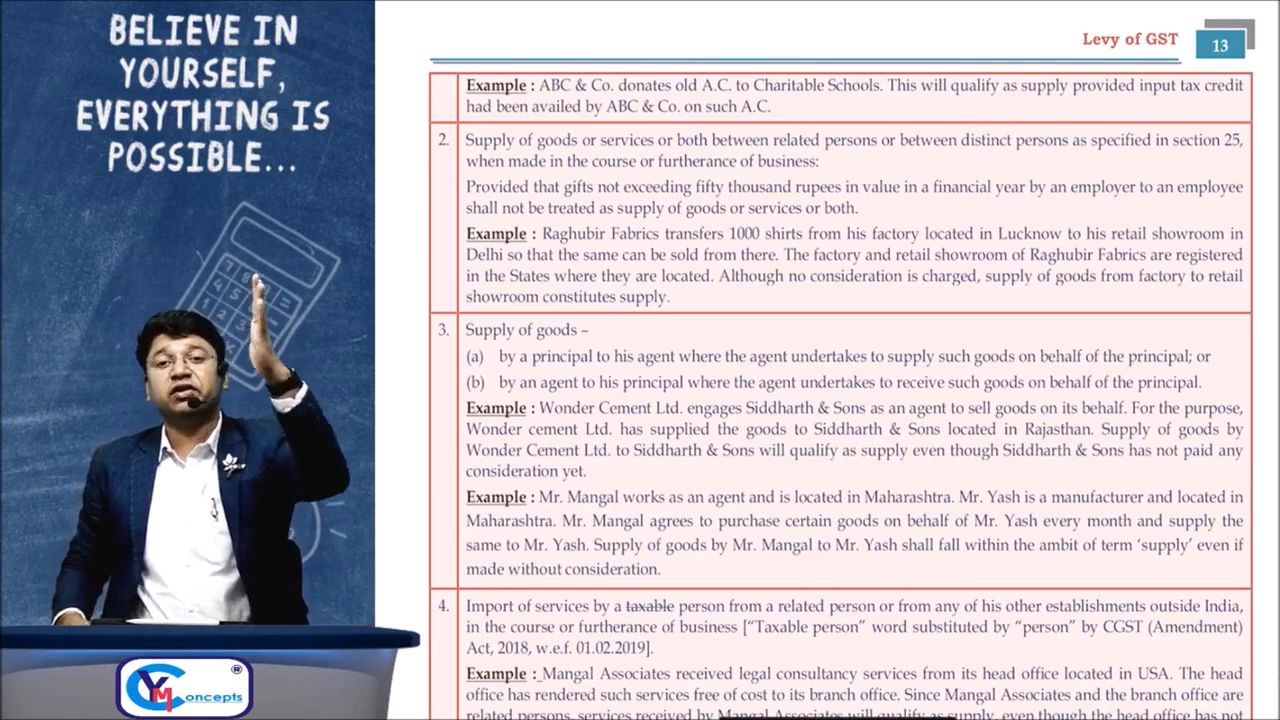 BELIEVE IN
YOURSELF,
EVERYTHING IS
POSSIBLE...
Levy of GST
13
Example : ABC & Co. donates old A.C. to Charitable Schools. This will qualify as supply provided input tax credit
had been availed by ABC & Co. on such A.C.
2. Supply of goods or services or both between related persons or between distinct persons as specified in section 25,
when made in the course or furtherance of business:
Provided that gifts not exceeding fifty thousand rupees in value in a financial year by an employer to an employee
shall not be treated as supply of goods or services or both.
Example : Raghubir Fabrics transfers 1000 shirts from his factory located in Lucknow to his retail showroom in
Delhi so that the same can be sold from there. The factory and retail showroom of Raghubir Fabrics are registered
in the States where they are located. Although no consideration is charged, supply of goods from factory to retail
showroom constitutes supply.
3. Supply of goods –
(a) by a principal to his agent where the agent undertakes to supply such goods on behalf of the principal; or
(b) by an agent to his principal where the agent undertakes to receive such goods on behalf of the principal.
Example : Wonder Cement Ltd. engages Siddharth & Sons as an agent to sell goods on its behalf. For the purpose,
Wonder cement Ltd. has supplied the goods to Siddharth & Sons located in Rajasthan. Supply of goods by
Wonder Cement Ltd. to Siddharth & Sons will qualify as supply even though Siddharth & Sons has not paid any
consideration yet.
Example : Mr. Mangal works as an agent and is located in Maharashtra. Mr. Yash is a manufacturer and located in
Maharashtra. Mr. Mangal agrees to purchase certain goods on behalf of Mr. Yash every month and supply the
same to Mr. Yash. Supply of goods by Mr. Mangal to Mr. Yash shall fall within the ambit of term ‘supply’ even if
made without consideration.
4. Import of services by a taxable person from a related person or from any of his other establishments outside India,
in the course or furtherance of business [“Taxable person” word substituted by “person” by CGST (Amendment)
Act, 2018, w.e.f. 01.02.2019].
Example : Mangal Associates received legal consultancy services from its head office located in USA. The head
office has rendered such services free of cost to its branch office. Since Mangal Associates and the branch office are
related persons, services received by Mangal Associates will qualify as supply, even though the head office has not
YM Concepts ®